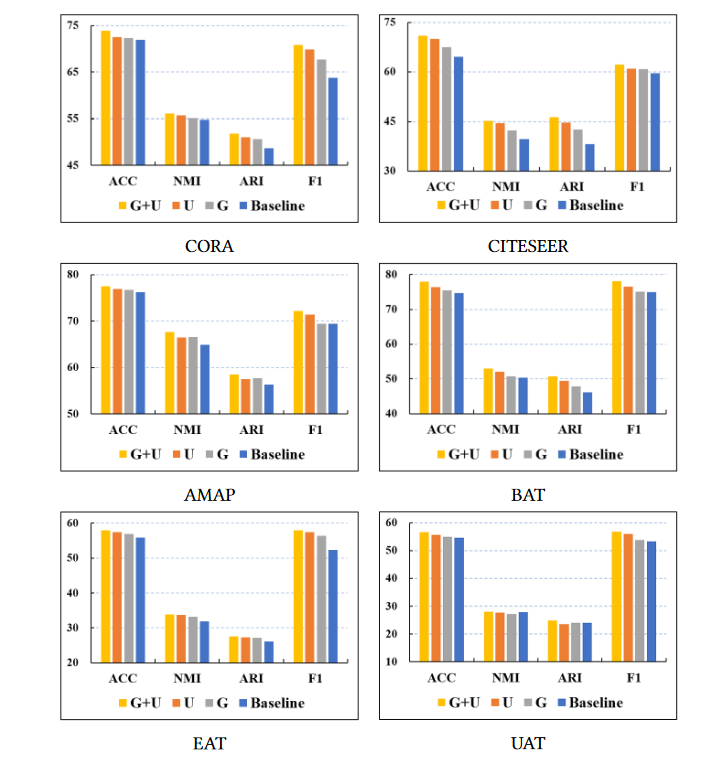 75
65
55
45
ACC NMI ARI F1
G+U U G Baseline
CORA
75
60
45
30
ACC NMI ARI F1
G+U U G Baseline
CITESEER
80
70
60
50
ACC NMI ARI F1
G+U U G Baseline
AMAP
80
70
60
50
40
ACC NMI ARI F1
G+U U G Baseline
BAT
60
50
40
30
20
ACC NMI ARI F1
G+U U G Baseline
EAT
60
50
40
30
20
10
ACC NMI ARI F1
G+U U G Baseline
UAT